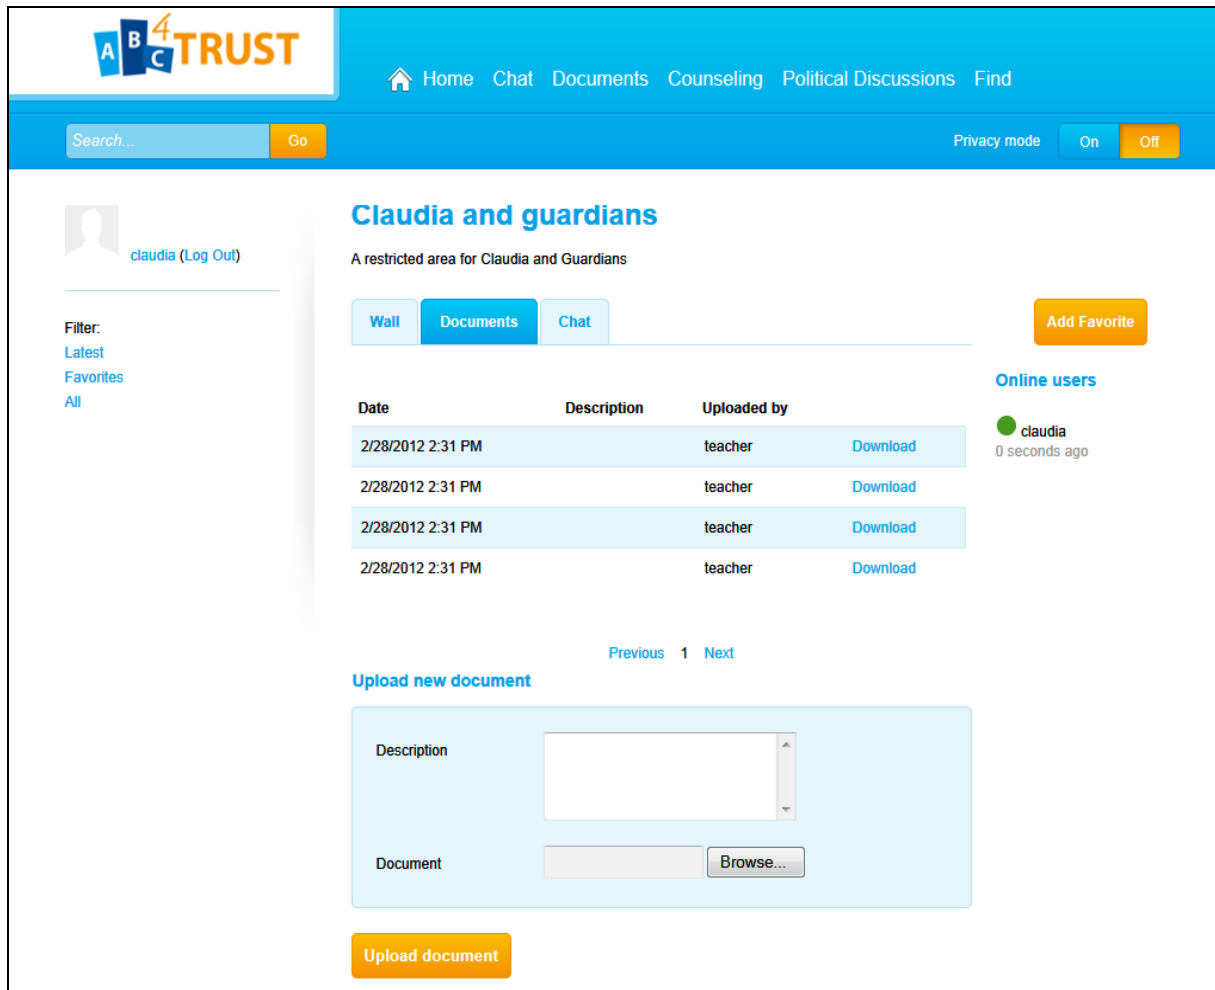 ABC4TRUST
Home Chat Documents Counseling Political Discussions Find
Search... Go Privacy mode On Off
claudia (Log Out)
Filter:
Latest
Favorites
All
Claudia and guardians
A restricted area for Claudia and Guardians
Wall Documents Chat
Add Favorite
Date Description Uploaded by
2/28/2012 2:31 PM teacher Download
2/28/2012 2:31 PM teacher Download
2/28/2012 2:31 PM teacher Download
2/28/2012 2:31 PM teacher Download
Previous 1 Next
Online users
claudia
0 seconds ago
Upload new document
Description
Document Browse...
Upload document